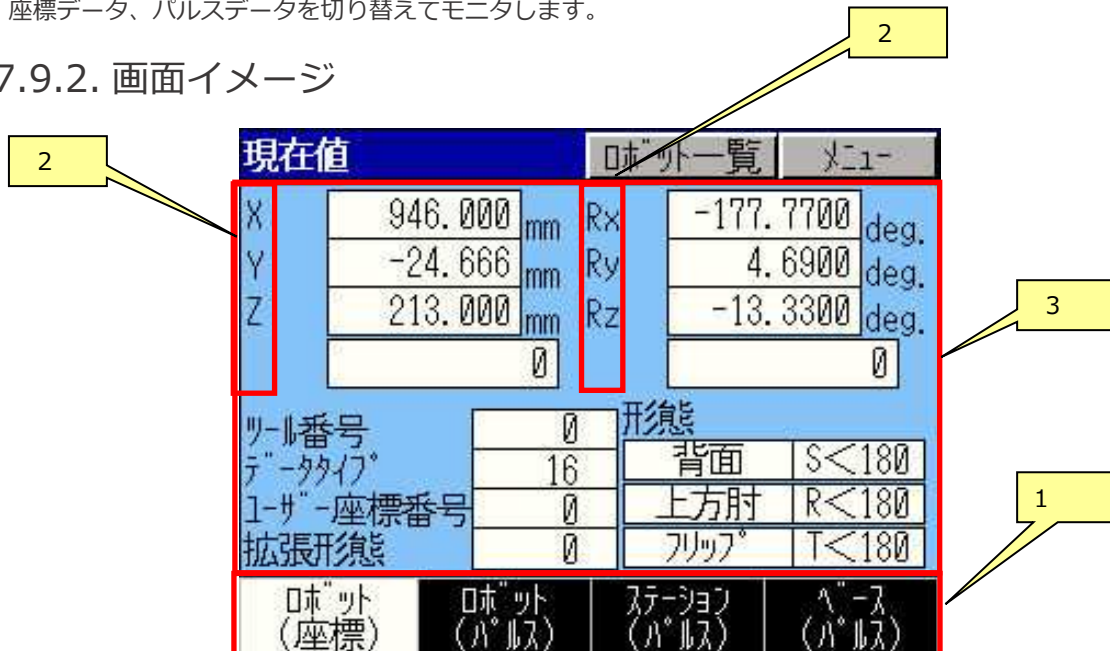 座標データ、パルスデータを切り替えてモニタします。
2
7.9.2. 画面イメージ
2
現在値 ロボット一覧 メニュー
X 946.000 mm Rx -177.7700 deg.
Y -24.666 mm Ry 4.6900 deg.
Z 213.000 mm Rz -13.3300 deg.
3
0 0
ツール番号 0 形態
データタイプ 16 背面 S<180
ユーザー座標番号 0 上方肘 R<180
1
拡張形態 0 フリップ T<180
ロボット ロボット ステーション ベース
(座標) (パルス) (パルス) (パルス)